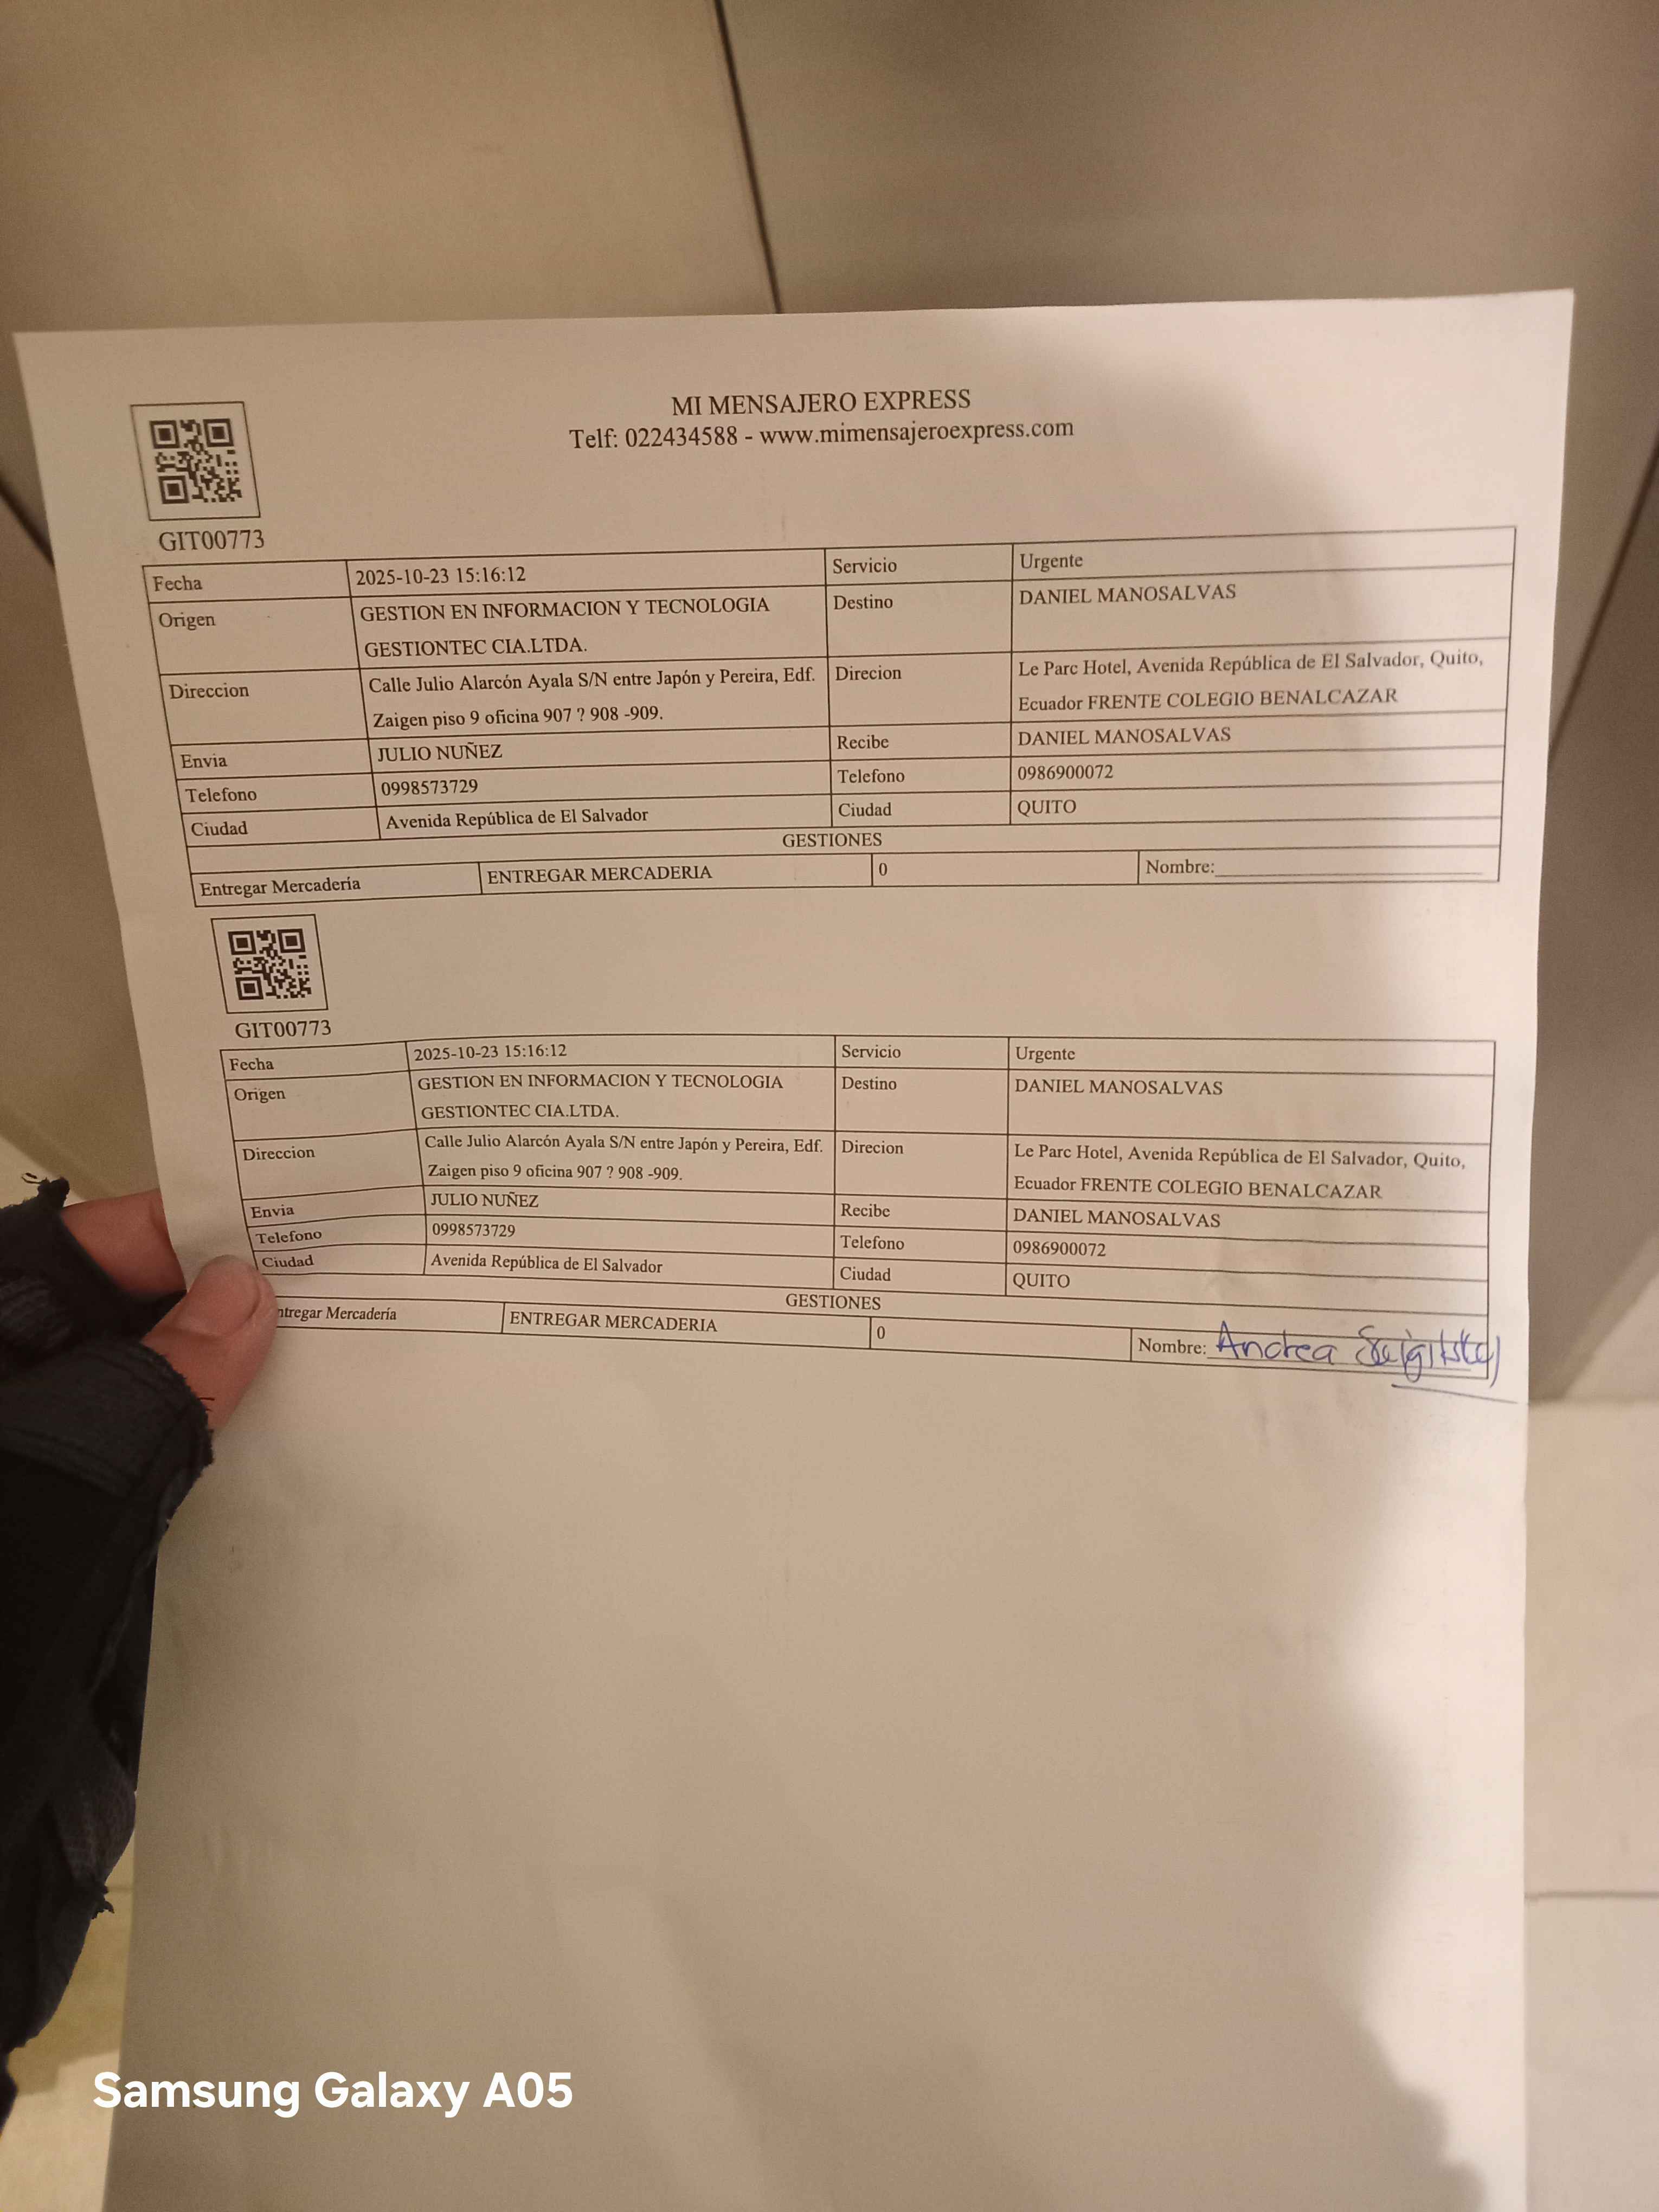 MI MENSAJERO EXPRESS
Telf: 022434588 - www.mimensajeroexpress.com
GIT00773
Fecha 2025-10-23 15:16:12 Servicio Urgente
Origen GESTION EN INFORMACION Y TECNOLOGIA Destino DANIEL MANOSALVAS
GESTIONTEC CIA.LTDA.
Direccion Calle Julio Alarcón Ayala S/N entre Japón y Pereira, Edf. Direcion Le Parc Hotel, Avenida República de El Salvador, Quito,
Zaigen piso 9 oficina 907 ? 908 -909. Ecuador FRENTE COLEGIO BENALCAZAR
Envia JULIO NUÑEZ Recibe DANIEL MANOSALVAS
Telefono 0998573729 Telefono 0986900072
Ciudad Avenida República de El Salvador Ciudad QUITO
GESTIONES
Entregar Mercadería ENTREGAR MERCADERIA 0 Nombre:
GIT00773
Fecha 2025-10-23 15:16:12 Servicio Urgente
Origen GESTION EN INFORMACION Y TECNOLOGIA Destino DANIEL MANOSALVAS
GESTIONTEC CIA.LTDA.
Direccion Calle Julio Alarcón Ayala S/N entre Japón y Pereira, Edf. Direcion Le Parc Hotel, Avenida República de El Salvador, Quito,
Zaigen piso 9 oficina 907 ? 908 -909. Ecuador FRENTE COLEGIO BENALCAZAR
Envia JULIO NUÑEZ Recibe DANIEL MANOSALVAS
Telefono 0998573729 Telefono 0986900072
Ciudad Avenida República de El Salvador Ciudad QUITO
GESTIONES
ntregar Mercadería ENTREGAR MERCADERIA 0 Nombre: Andrea
Samsung Galaxy A05